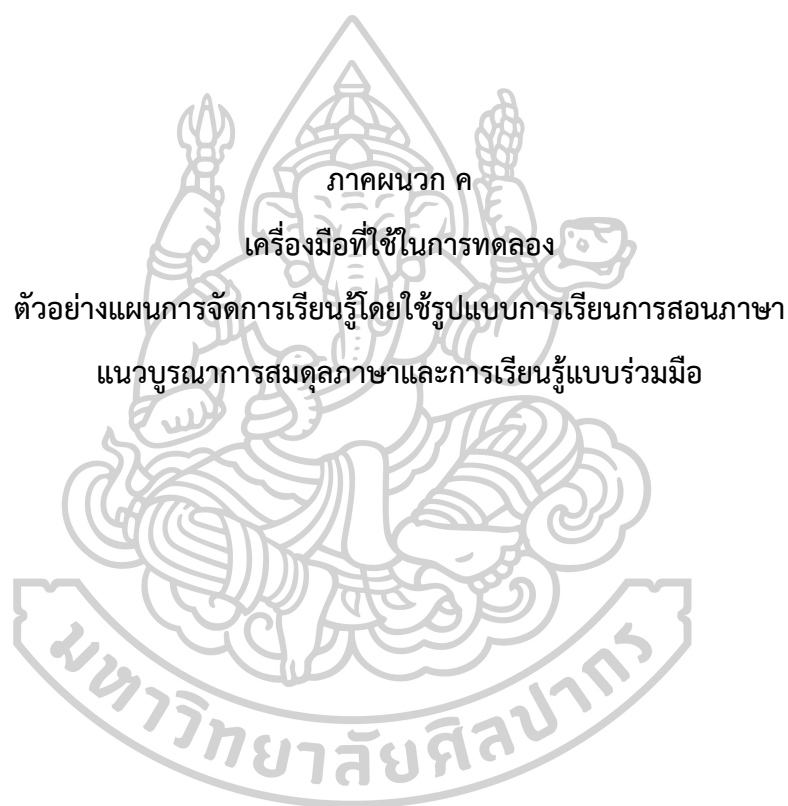 ภาคผนวก ค
เครื่องมือที่ใช้ในการทดลอง
ตัวอย่างแผนการจัดการเรียนรู้โดยใช้รูปแบบการเรียนการสอนภาษา
แนวบูรณาการสมดุลภาษาและการเรียนรู้แบบร่วมมือ
มหาวิทยาลัยศิลปากร